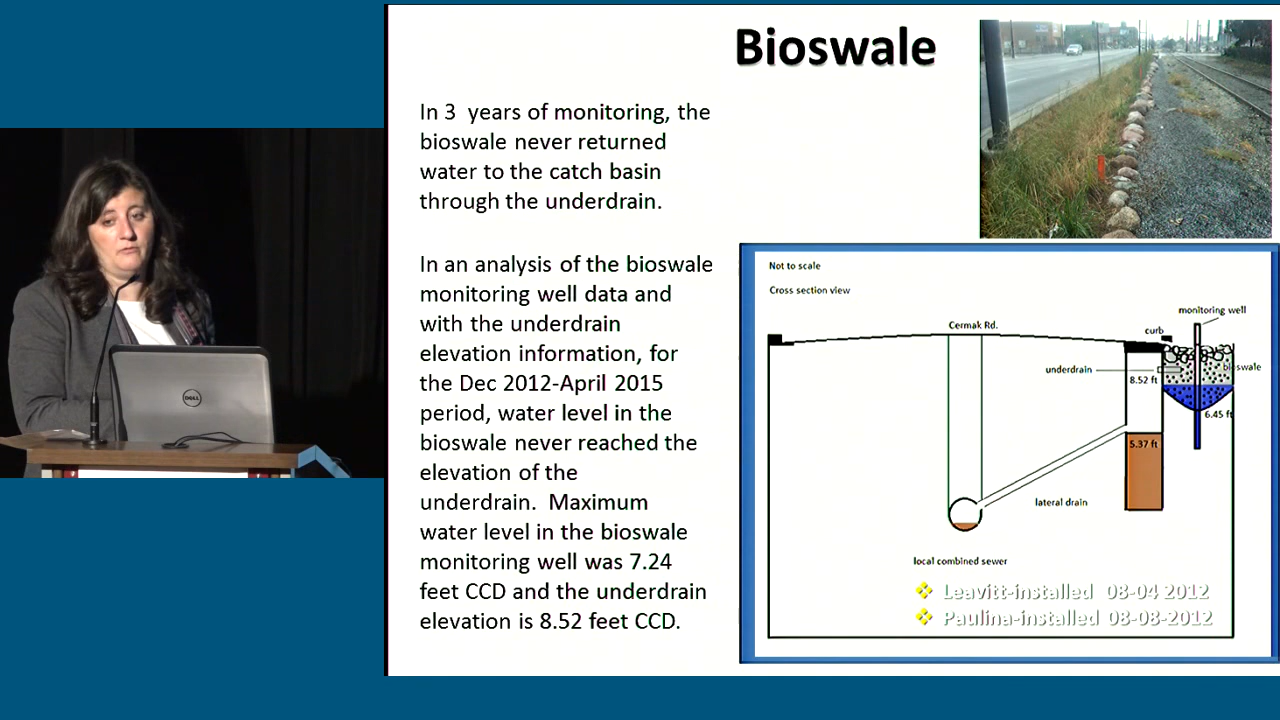 Bioswale
In 3 years of monitoring, the
bioswale never returned
water to the catch basin
through the underdrain.
In an analysis of the bioswale
monitoring well data and
with the underdrain
elevation information, for
the Dec 2012-April 2015
period, water level in the
bioswale never reached the
elevation of the
underdrain. Maximum
water level in the bioswale
monitoring well was 7.24
feet CCD and the underdrain
elevation is 8.52 feet CCD.
Not to scale
Cross section view
monitoring well
Cermak Rd.
curb
underdrain
bioswale
8.52 ft
6.45 ft
5.37 ft
lateral drain
local combined sewer
Leavitt-installed 08-04 2012
Paulina-installed 08-08-2012
DELL